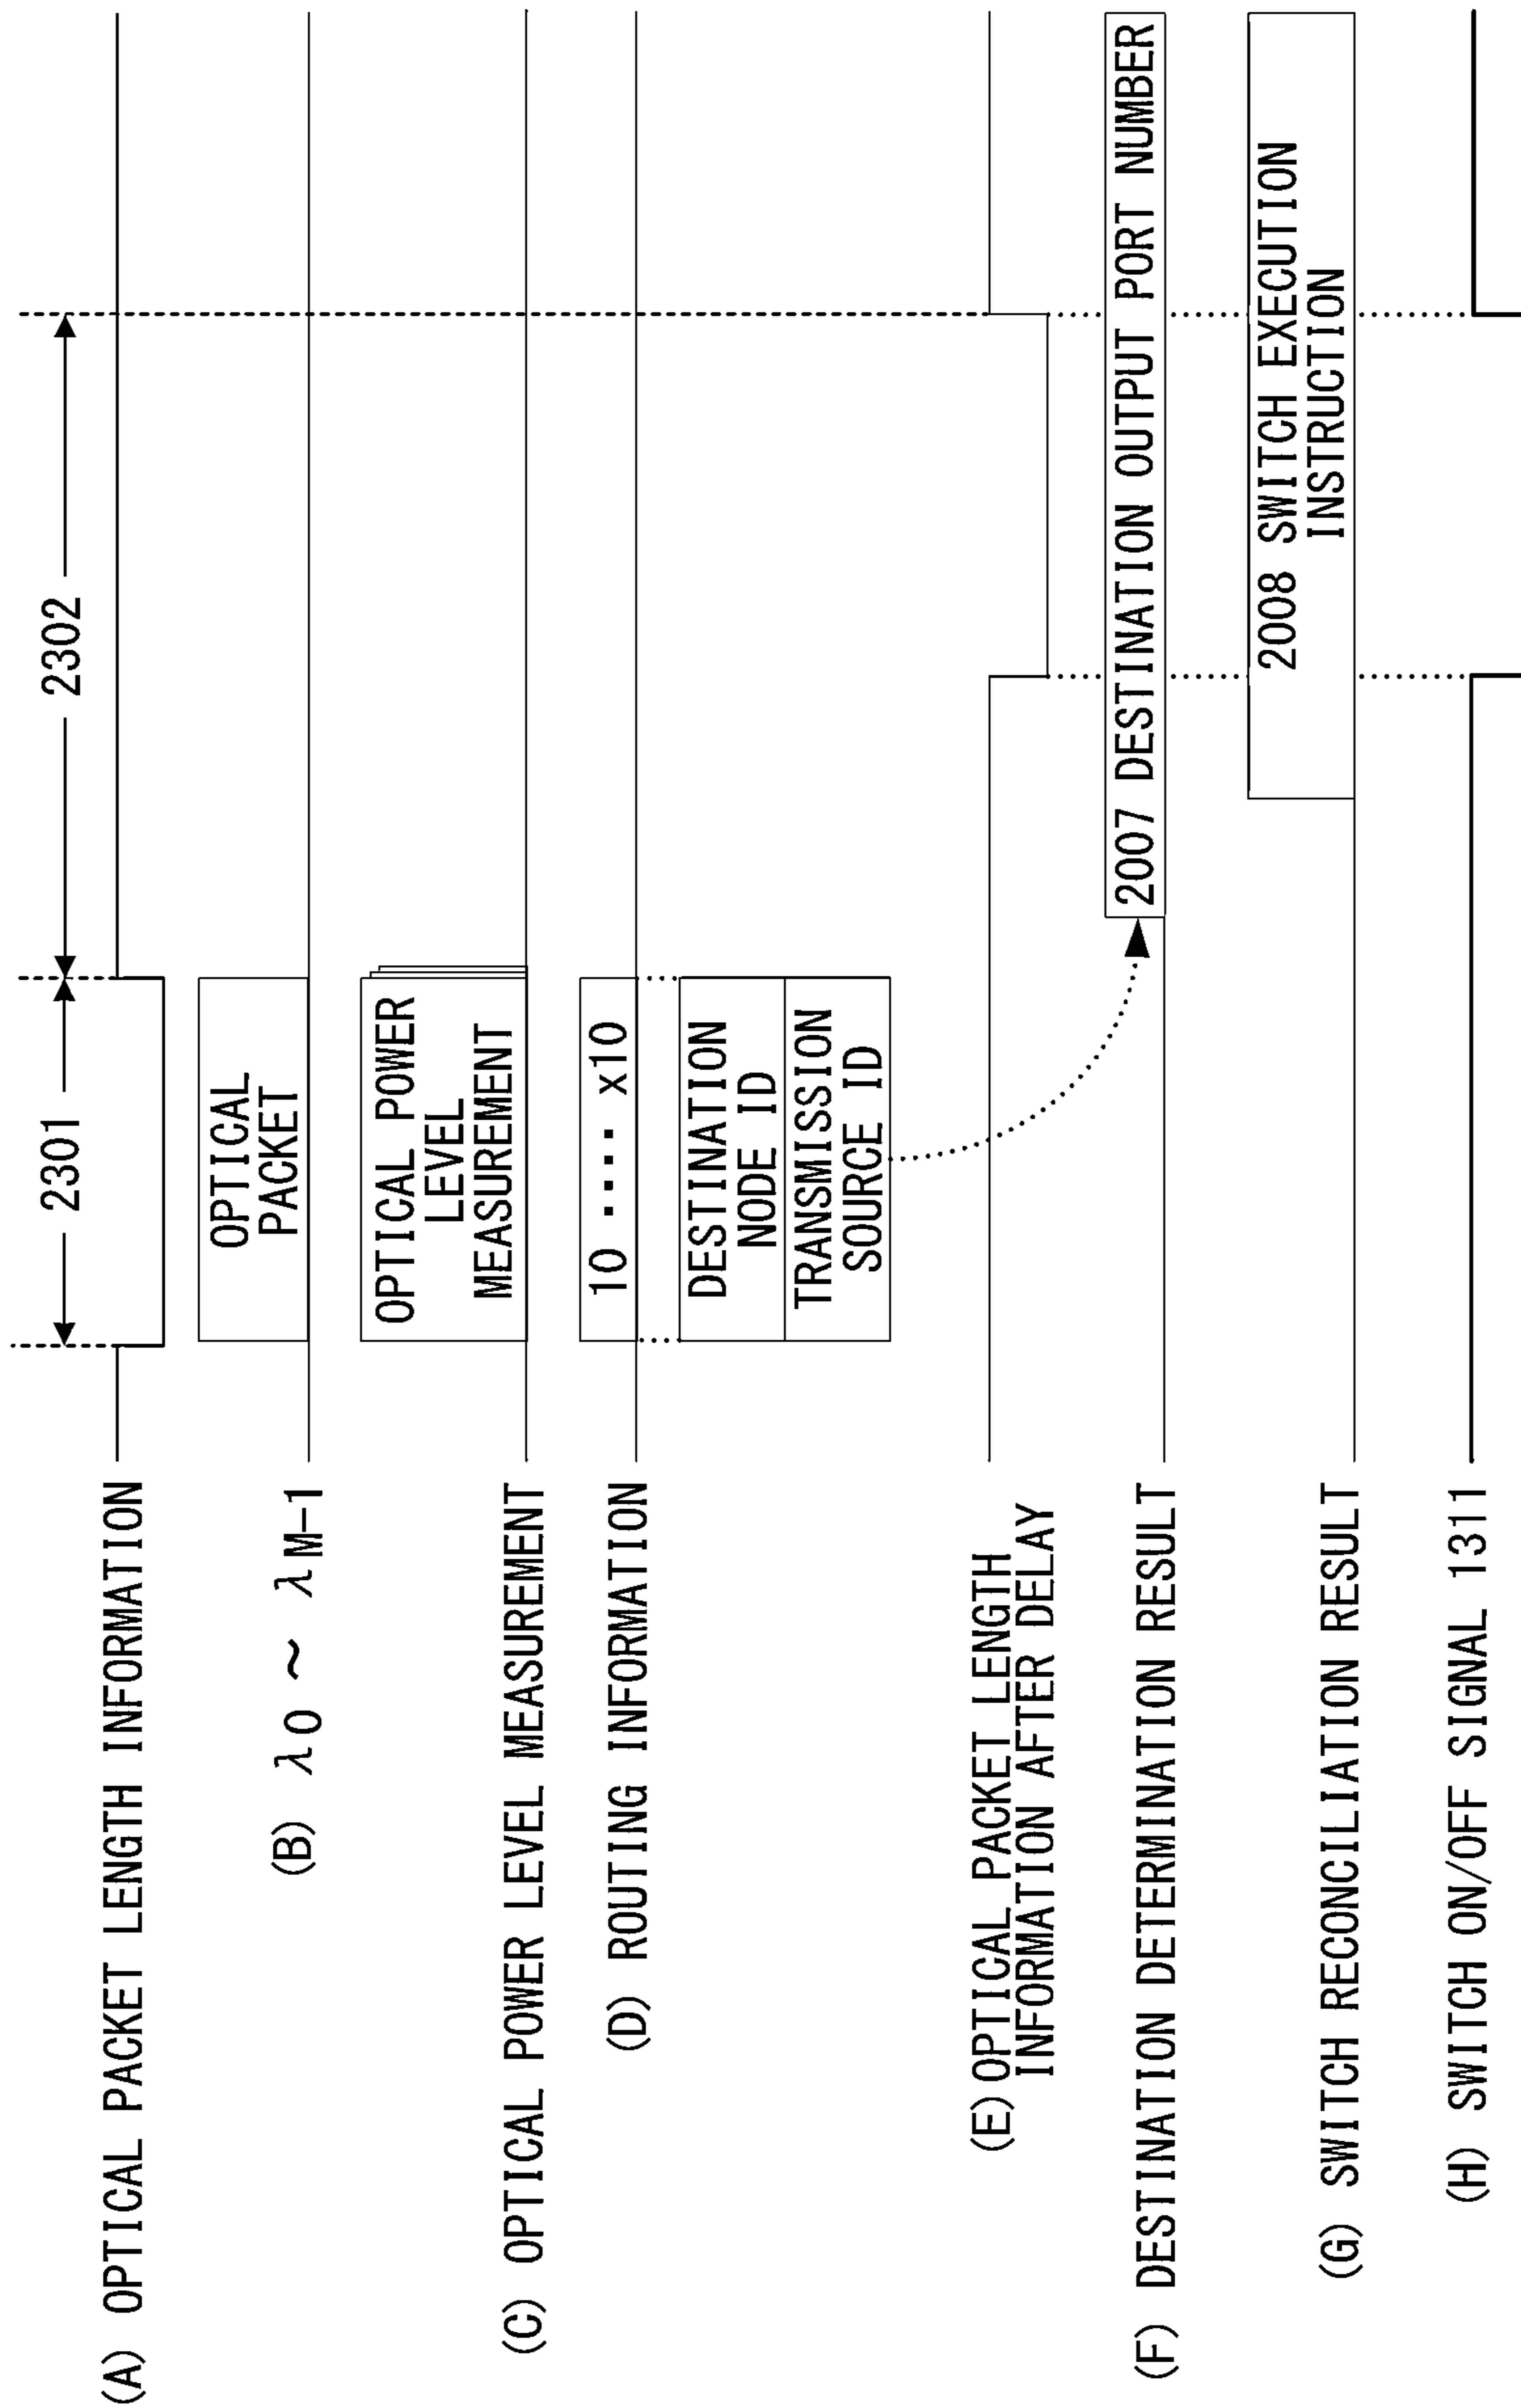 2301
2302
(A) OPTICAL PACKET LENGTH INFORMATION
(B) λ0 ~ λM-1
OPTICAL
PACKET
(C) OPTICAL POWER LEVEL MEASUREMENT
OPTICAL POWER
LEVEL
MEASUREMENT
(D) ROUTING INFORMATION
10 ···· x10
DESTINATION
NODE ID
TRANSMISSION
SOURCE ID
(E) OPTICAL PACKET LENGTH
INFORMATION AFTER DELAY
(F) DESTINATION DETERMINATION RESULT
2007 DESTINATION OUTPUT PORT NUMBER
(G) SWITCH RECONCILIATION RESULT
2008 SWITCH EXECUTION
INSTRUCTION
(H) SWITCH ON/OFF SIGNAL 1311